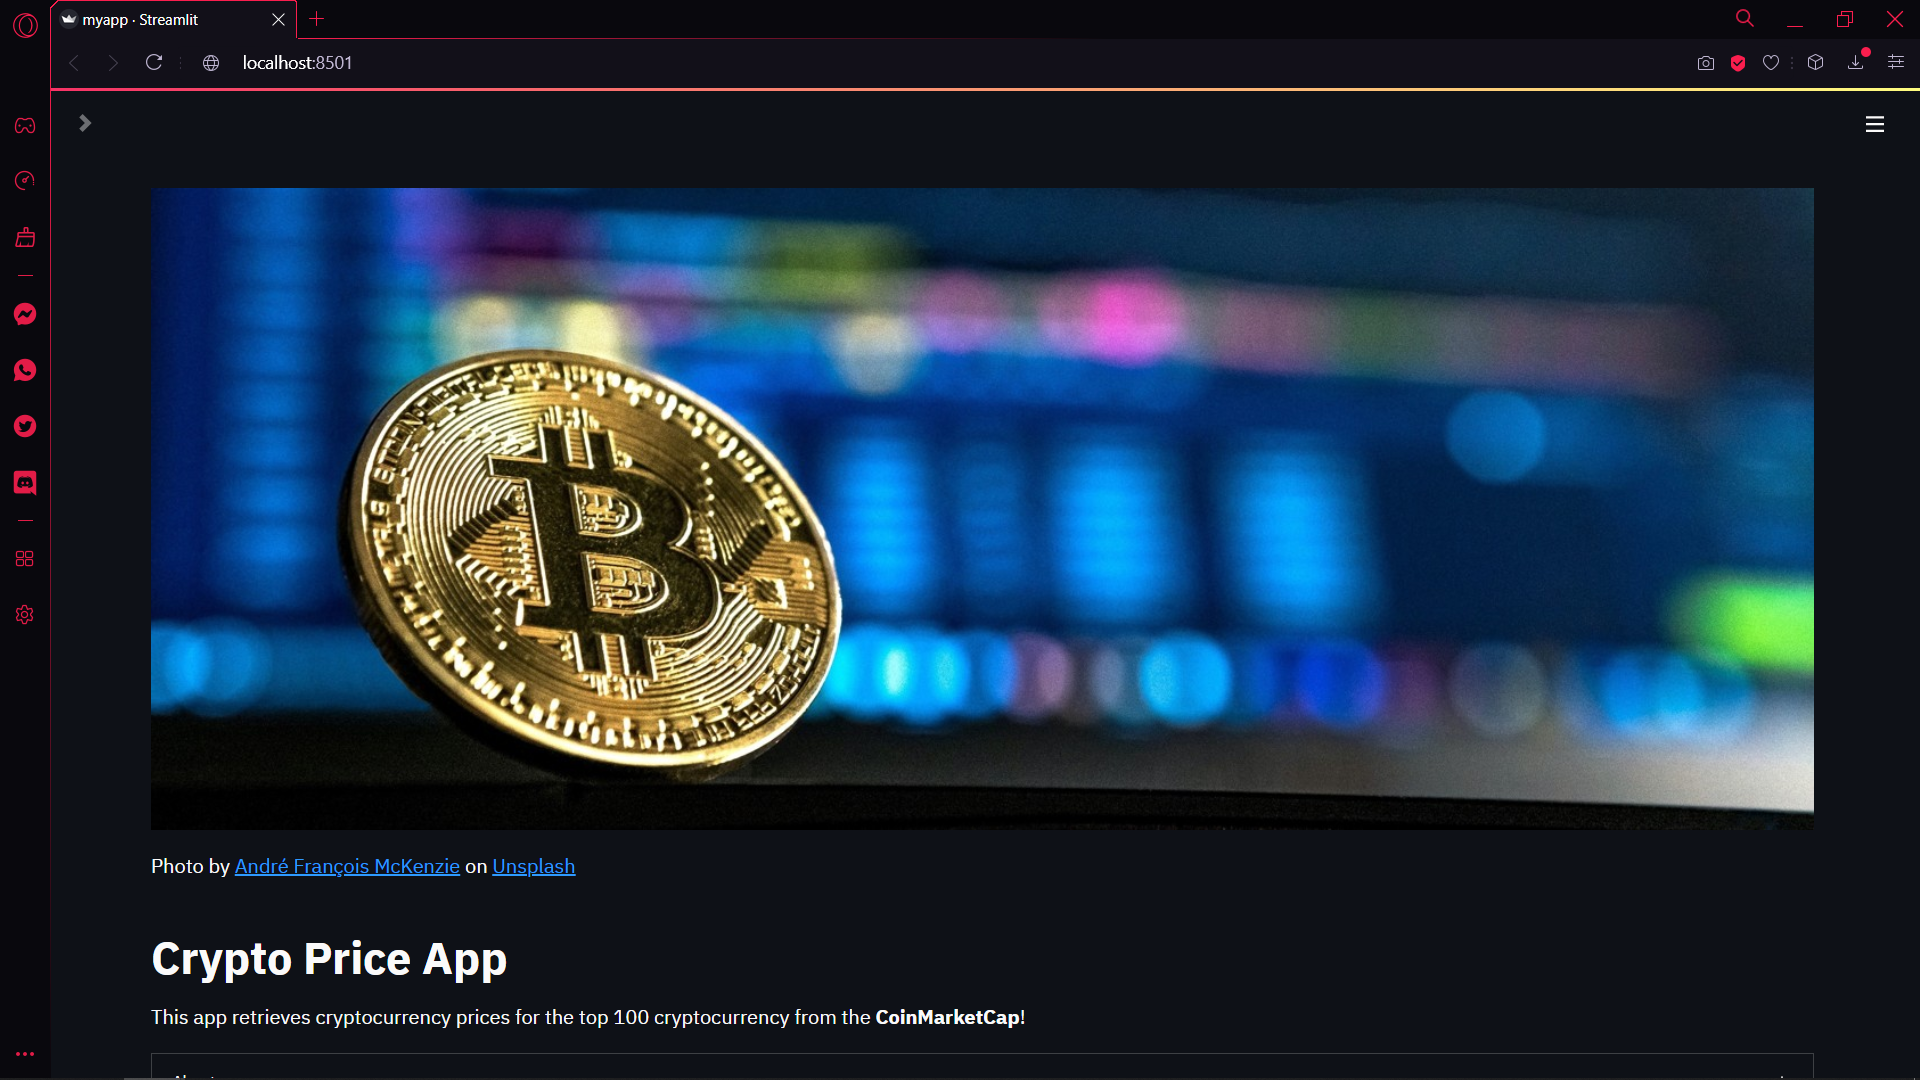 myapp · Streamlit
localhost:8501
Photo by André François McKenzie on Unsplash
Crypto Price App
This app retrieves cryptocurrency prices for the top 100 cryptocurrency from the CoinMarketCap!